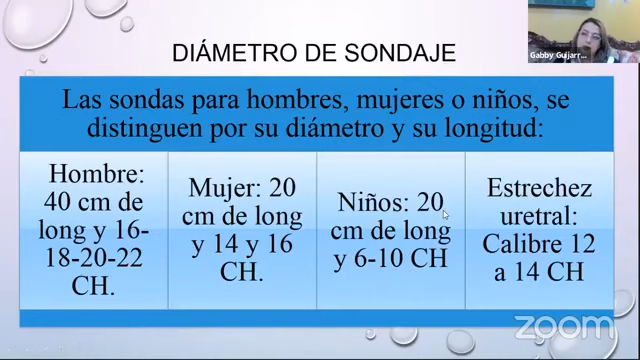 Gabby Guijarr...
DIÁMETRO DE SONDAJE
Las sondas para hombres, mujeres o niños, se
distinguen por su diámetro y su longitud:
Hombre:
40 cm de
long y 16-
18-20-22
CH.
Mujer: 20
cm de long
y 14 y 16
CH.
Niños: 20
cm de long
y 6-10 CH
Estrechez
uretral:
Calibre 12
a 14 CH
zoom